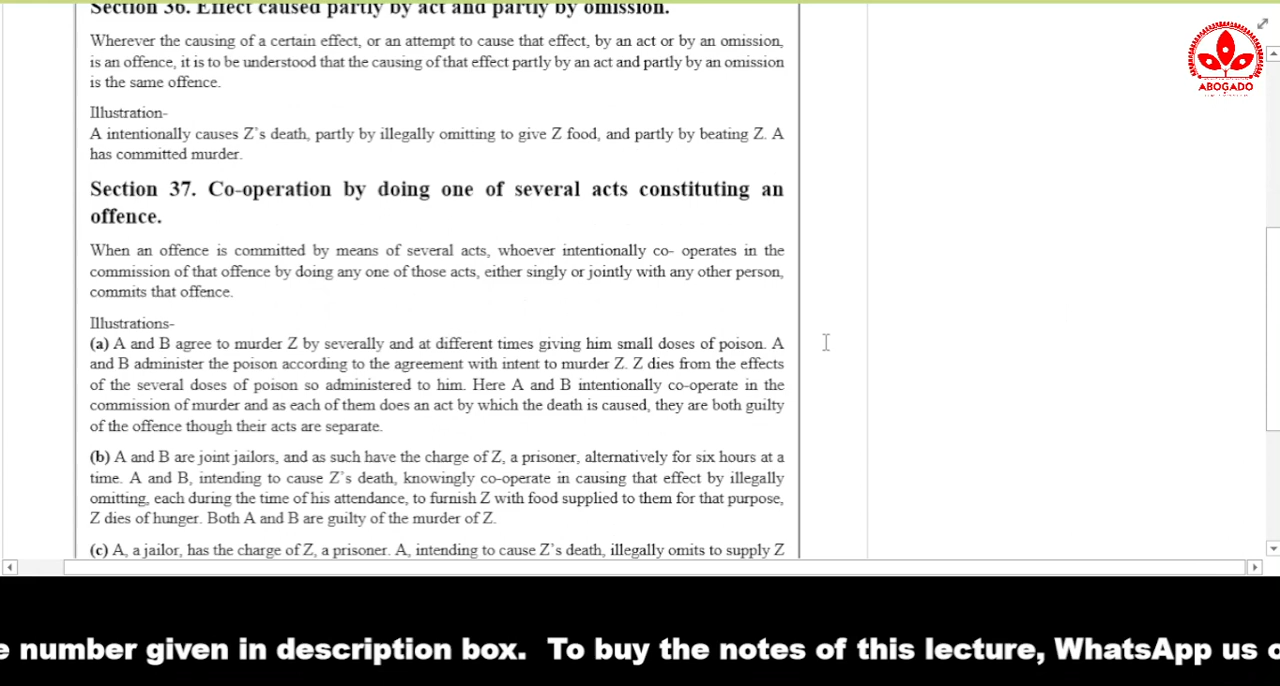 Section 36. Effect caused partly by act and partly by omission.
Wherever the causing of a certain effect, or an attempt to cause that effect, by an act or by an omission,
is an offence, it is to be understood that the causing of that effect partly by an act and partly by an omission
is the same offence.
Illustration-
A intentionally causes Z's death, partly by illegally omitting to give Z food, and partly by beating Z. A
has committed murder.
Section 37. Co-operation by doing one of several acts constituting an
offence.
When an offence is committed by means of several acts, whoever intentionally co- operates in the
commission of that offence by doing any one of those acts, either singly or jointly with any other person,
commits that offence.
Illustrations-
(a) A and B agree to murder Z by severally and at different times giving him small doses of poison. A
and B administer the poison according to the agreement with intent to murder Z. Z dies from the effects
of the several doses of poison so administered to him. Here A and B intentionally co-operate in the
commission of murder and as each of them does an act by which the death is caused, they are both guilty
of the offence though their acts are separate.
(b) A and B are joint jailors, and as such have the charge of Z, a prisoner, alternatively for six hours at a
time. A and B, intending to cause Z's death, knowingly co-operate in causing that effect by illegally
omitting, each during the time of his attendance, to furnish Z with food supplied to them for that purpose,
Z dies of hunger. Both A and B are guilty of the murder of Z.
(c) A, a jailor, has the charge of Z, a prisoner. A, intending to cause Z's death, illegally omits to supply Z
ABOGADO
e number given in description box. To buy the notes of this lecture, WhatsApp us o